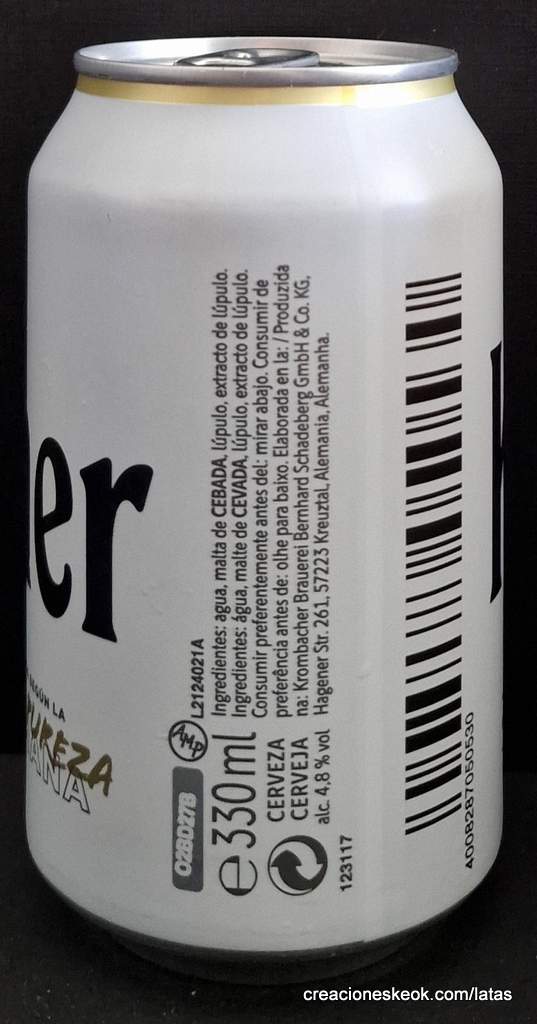 er
SEGÚN LA
PUREZA
ANA
02BD27B
AMP
L2124021A
℮ 330 ml
CERVEZA
CERVEJA
alc. 4,8 % vol
123117
Ingredientes: agua, malta de CEBADA, lúpulo, extracto de lúpulo.
Ingredientes: água, malte de CEVADA, lúpulo, extracto de lúpulo.
Consumir preferentemente antes del: mirar abajo. Consumir de
preferência antes de: olhe para baixo. Elaborada en la: / Produzida
na: Krombacher Brauerei Bernhard Schadeberg GmbH & Co. KG,
Hagener Str. 261, 57223 Kreuztal, Alemania, Alemanha.
4008287050530
creacioneskeok.com/latas